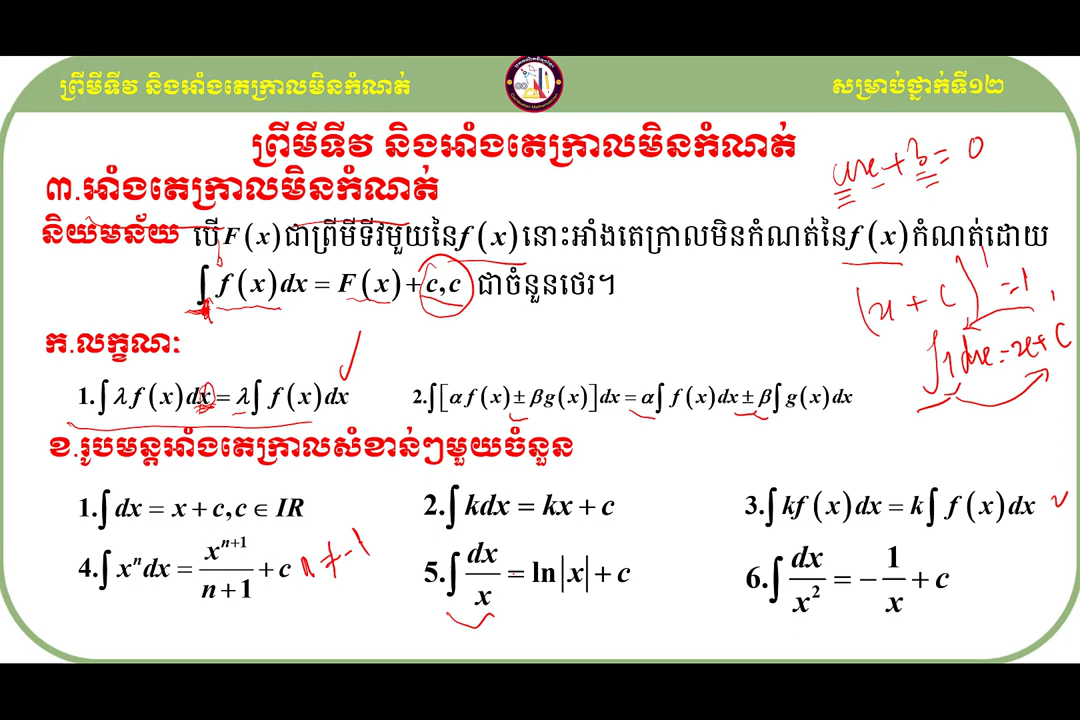 ព្រីមីទីវ និងអាំងតេក្រាលមិនកំណត់
សម្រាប់ថ្នាក់ទី១២
ព្រីមីទីវ និងអាំងតេក្រាលមិនកំណត់
ax + b = 0
៣.អាំងតេក្រាលមិនកំណត់
និយមន័យ បើ F(x) ជាព្រីមីទីវមួយនៃ f(x) នោះអាំងតេក្រាលមិនកំណត់នៃ f(x) កំណត់ដោយ
∫ f(x)dx = F(x) + c, c ជាចំនួនថេរ។
(x + c)' = 1
∫ 1 dx = x + c
ក.លក្ខណៈ
1.∫ λ f(x)dx = λ∫ f(x)dx
2.∫[α f(x) ± βg(x)]dx = α∫ f(x)dx ± β∫ g(x)dx
ខ.រូបមន្តអាំងតេក្រាលសំខាន់ៗមួយចំនួន
1.∫ dx = x + c, c ∈ IR
2.∫ kdx = kx + c
3.∫ kf(x)dx = k∫ f(x)dx
4.∫ xⁿdx = xⁿ⁺¹/(n+1) + c n ≠ -1
5.∫ dx/x = ln|x| + c
6.∫ dx/x² = −1/x + c